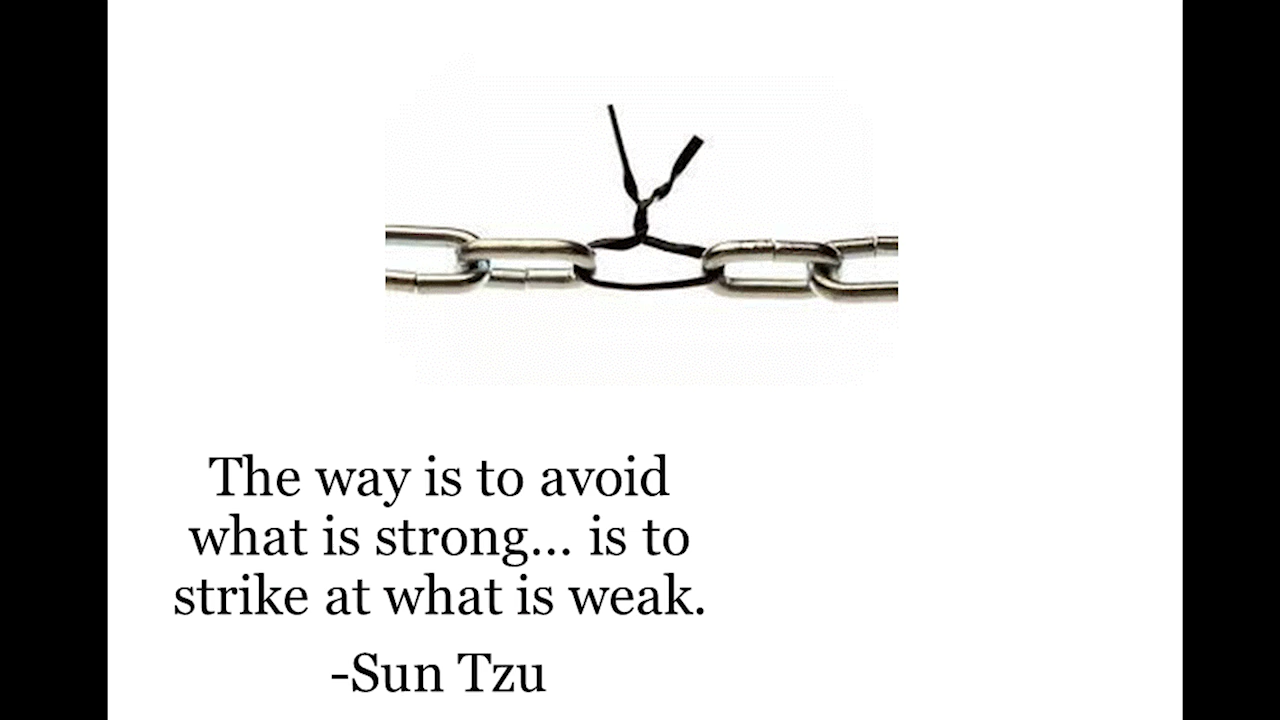 The way is to avoid
what is strong... is to
strike at what is weak.
-Sun Tzu